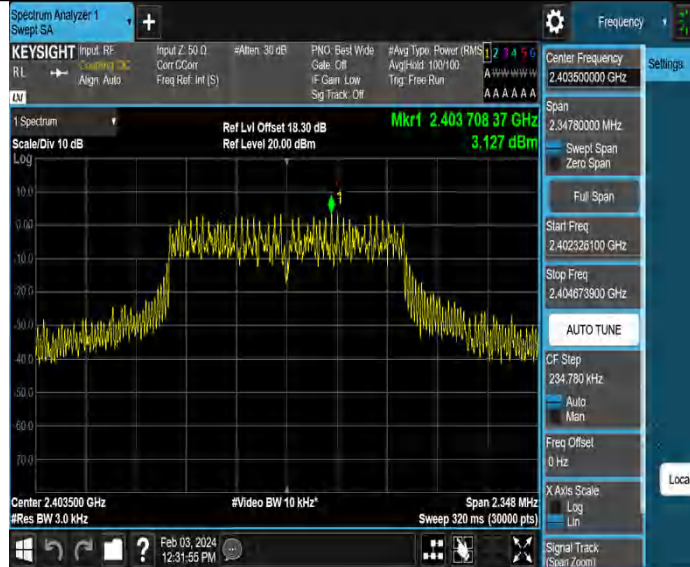 Spectrum Analyzer 1
Swept SA
KEYSIGHT
RL
Input: RF
Coupling: DC
Align: Auto
Input Z: 50 Ω
Corr CCorr
Freq Ref: Int (S)
#Atten: 30 dB
PNO: Best Wide
Gate: Off
IF Gain: Low
Sig Track: Off
#Avg Type: Power (RMS
Avg|Hold: 100/100
Trig: Free Run
1 2 3 4 5 6
A W W W W W
A A A A A A
LVI
1 Spectrum
Scale/Div 10 dB
Ref Lvl Offset 18.30 dB
Ref Level 20.00 dBm
Mkr1 2.403 708 37 GHz
3.127 dBm
Log
10.0
0.00
-10.0
-20.0
-30.0
-40.0
-50.0
-60.0
-70.0
1
Center 2.403500 GHz
#Res BW 3.0 kHz
#Video BW 10 kHz*
Span 2.348 MHz
Sweep 320 ms (30000 pts)
Feb 03, 2024
12:31:55 PM
Frequency
Settings
Center Frequency
2.403500000 GHz
Span
2.34780000 MHz
Swept Span
Zero Span
Full Span
Start Freq
2.402326100 GHz
Stop Freq
2.404673900 GHz
AUTO TUNE
CF Step
234.780 kHz
Auto
Man
Freq Offset
0 Hz
X Axis Scale
Log
Lin
Signal Track
(Span Zoom)
Loca